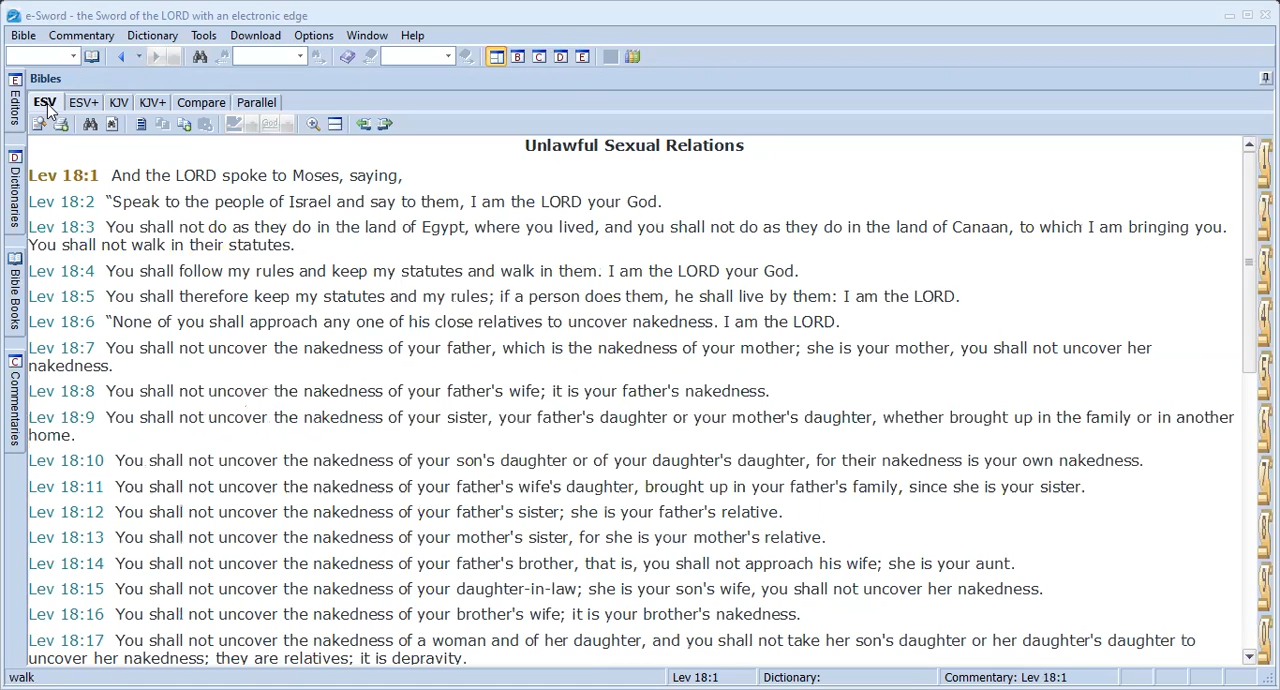 e-Sword - the Sword of the LORD with an electronic edge
Bible Commentary Dictionary Tools Download Options Window Help
B C D E
Bibles
E Editors
D Dictionaries
Bible Books
C Commentaries
ESV ESV+ KJV KJV+ Compare Parallel
God
Unlawful Sexual Relations
Lev 18:1 And the LORD spoke to Moses, saying,
Lev 18:2 “Speak to the people of Israel and say to them, I am the LORD your God.
Lev 18:3 You shall not do as they do in the land of Egypt, where you lived, and you shall not do as they do in the land of Canaan, to which I am bringing you.
You shall not walk in their statutes.
Lev 18:4 You shall follow my rules and keep my statutes and walk in them. I am the LORD your God.
Lev 18:5 You shall therefore keep my statutes and my rules; if a person does them, he shall live by them: I am the LORD.
Lev 18:6 “None of you shall approach any one of his close relatives to uncover nakedness. I am the LORD.
Lev 18:7 You shall not uncover the nakedness of your father, which is the nakedness of your mother; she is your mother, you shall not uncover her
nakedness.
Lev 18:8 You shall not uncover the nakedness of your father's wife; it is your father's nakedness.
Lev 18:9 You shall not uncover the nakedness of your sister, your father's daughter or your mother's daughter, whether brought up in the family or in another
home.
Lev 18:10 You shall not uncover the nakedness of your son's daughter or of your daughter's daughter, for their nakedness is your own nakedness.
Lev 18:11 You shall not uncover the nakedness of your father's wife's daughter, brought up in your father's family, since she is your sister.
Lev 18:12 You shall not uncover the nakedness of your father's sister; she is your father's relative.
Lev 18:13 You shall not uncover the nakedness of your mother's sister, for she is your mother's relative.
Lev 18:14 You shall not uncover the nakedness of your father's brother, that is, you shall not approach his wife; she is your aunt.
Lev 18:15 You shall not uncover the nakedness of your daughter-in-law; she is your son's wife, you shall not uncover her nakedness.
Lev 18:16 You shall not uncover the nakedness of your brother's wife; it is your brother's nakedness.
Lev 18:17 You shall not uncover the nakedness of a woman and of her daughter, and you shall not take her son's daughter or her daughter's daughter to
uncover her nakedness; they are relatives; it is depravity.
1
2
3
4
5
6
7
8
9
0
walk Lev 18:1 Dictionary: Commentary: Lev 18:1